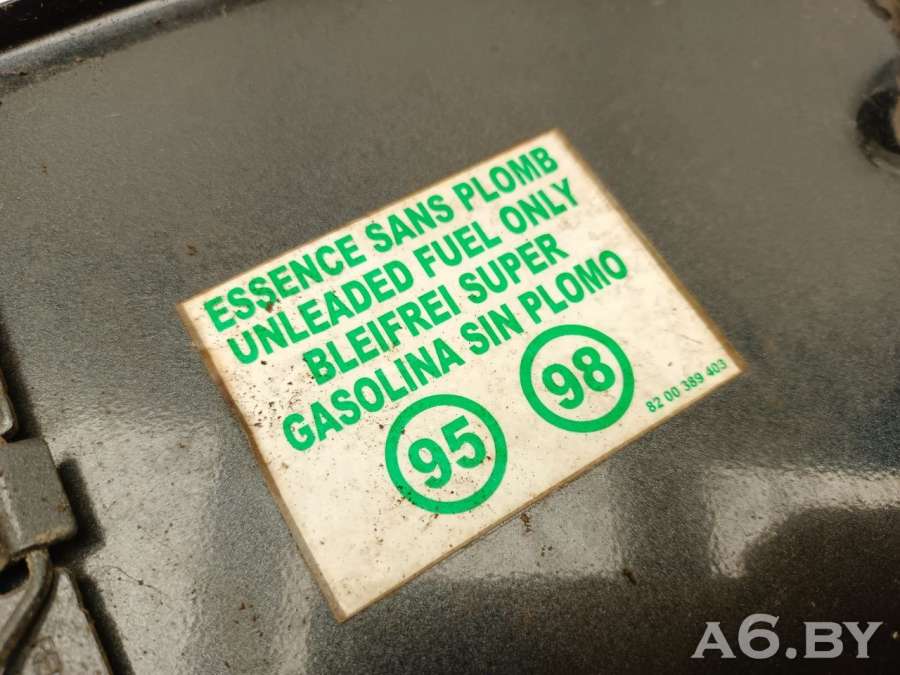 ESSENCE SANS PLOMB
UNLEADED FUEL ONLY
BLEIFREI SUPER
GASOLINA SIN PLOMO
95 98
82 00 389 403
A6.BY